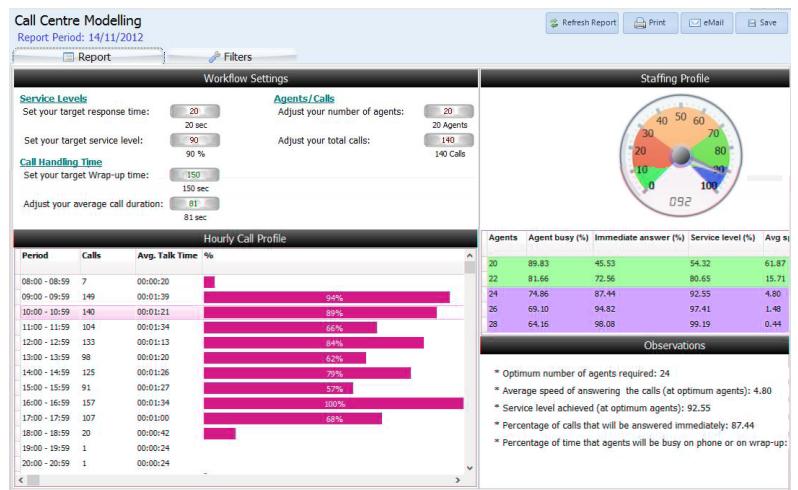 Call Centre Modelling
Refresh Report Print eMail Save
Report Period: 14/11/2012
Report Filters
Workflow Settings
Service Levels
Set your target response time: 20
20 sec
Set your target service level: 90
90 %
Call Handling Time
Set your target Wrap-up time: 150
150 sec
Adjust your average call duration: 81
81 sec
Agents/Calls
Adjust your number of agents: 20
20 Agents
Adjust your total calls: 140
140 Calls
Hourly Call Profile
Period Calls Avg. Talk Time %
08:00 - 08:59 7 00:00:20
09:00 - 09:59 149 00:01:39 94%
10:00 - 10:59 140 00:01:21 89%
11:00 - 11:59 104 00:01:34 66%
12:00 - 12:59 133 00:01:13 84%
13:00 - 13:59 98 00:01:20 62%
14:00 - 14:59 125 00:01:26 79%
15:00 - 15:59 91 00:01:27 57%
16:00 - 16:59 157 00:01:34 100%
17:00 - 17:59 107 00:01:00 68%
18:00 - 18:59 20 00:00:42
19:00 - 19:59 1 00:00:24
20:00 - 20:59 1 00:00:24
Staffing Profile
0 10 20 30 40 50 60 70 80 90 100
092
Agents Agent busy (%) Immediate answer (%) Service level (%) Avg
20 89.83 45.53 54.32 61.87
22 81.66 72.56 80.65 15.71
24 74.86 87.44 92.55 4.80
26 69.10 94.82 97.41 1.48
28 64.16 98.08 99.19 0.44
Observations
* Optimum number of agents required: 24
* Average speed of answering the calls (at optimum agents): 4.80
* Service level achieved (at optimum agents): 92.55
* Percentage of calls that will be answered immediately: 87.44
* Percentage of time that agents will be busy on phone or on wrap-up: